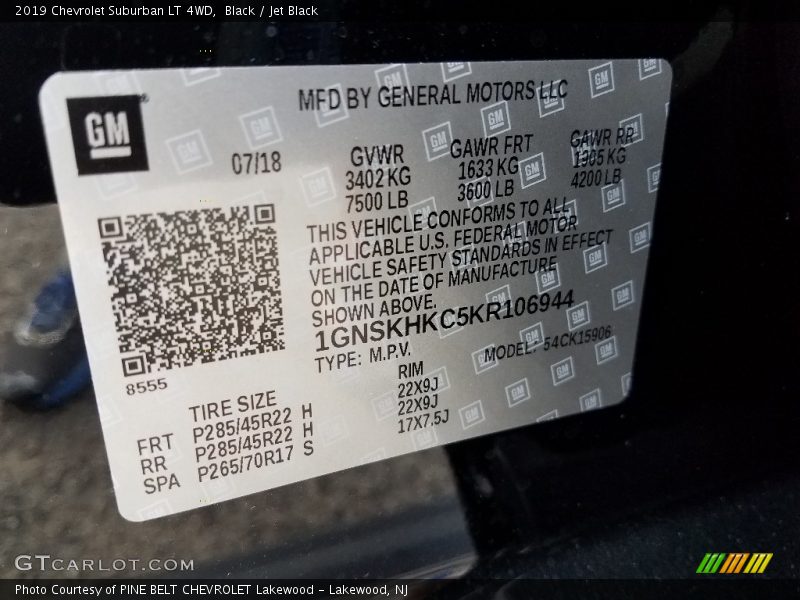 2019 Chevrolet Suburban LT 4WD, Black / Jet Black
GM
MFD BY GENERAL MOTORS LLC
07/18
GVWR GAWR FRT GAWR RR
3402 KG 1633 KG 1905 KG
7500 LB 3600 LB 4200 LB
THIS VEHICLE CONFORMS TO ALL
APPLICABLE U.S. FEDERAL MOTOR
VEHICLE SAFETY STANDARDS IN EFFECT
ON THE DATE OF MANUFACTURE
SHOWN ABOVE.
1GNSKHKC5KR106944
TYPE: M.P.V. MODEL: 54CK15906
8555
TIRE SIZE RIM
FRT P285/45R22 H 22X9J
RR P285/45R22 H 22X9J
SPA P265/70R17 S 17X7.5J
GTCARLOT.COM
Photo Courtesy of PINE BELT CHEVROLET Lakewood - Lakewood, NJ